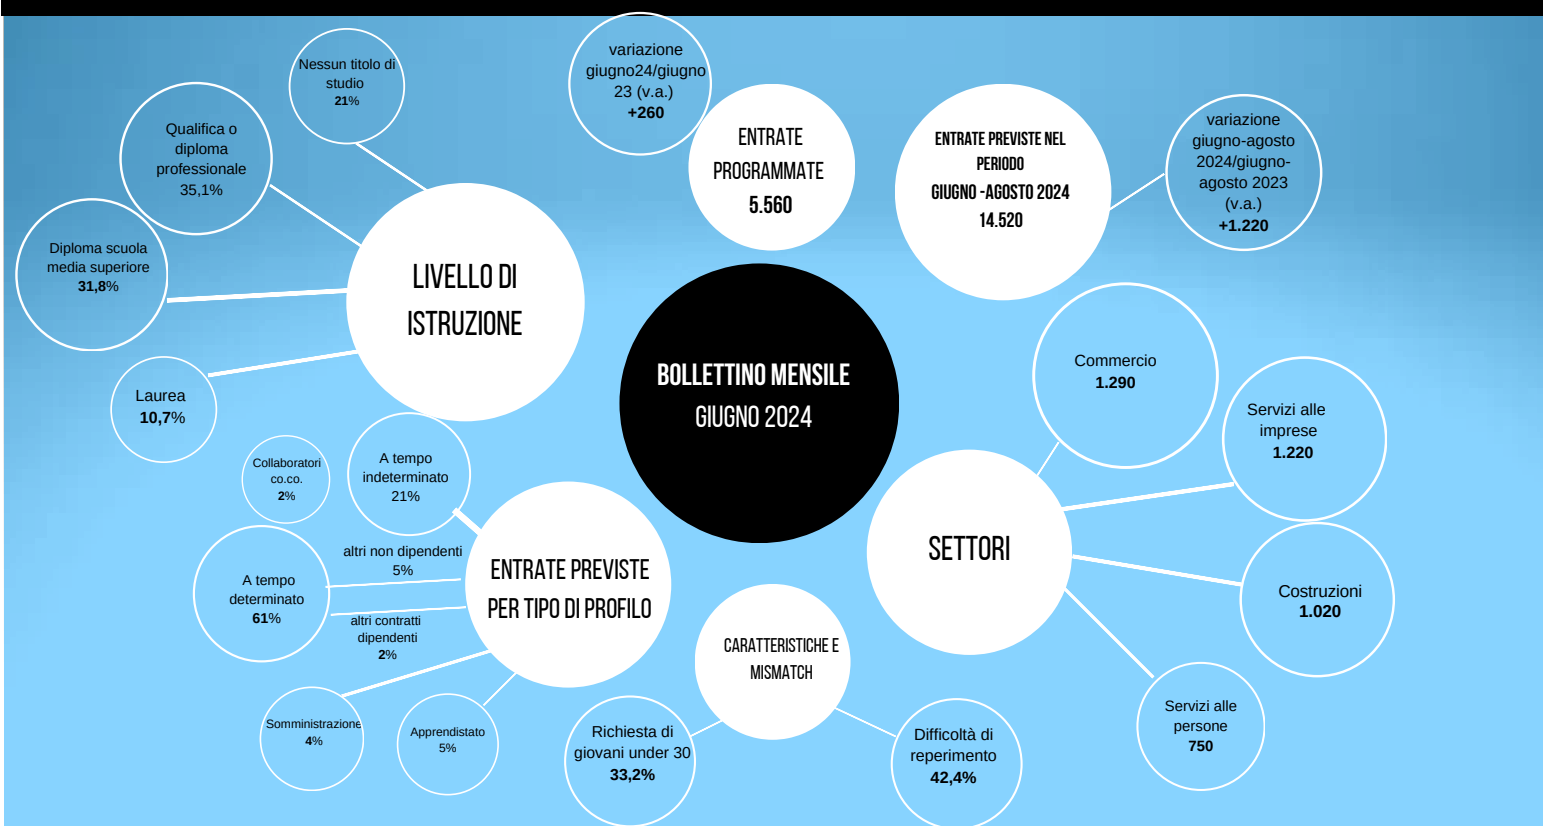 Nessun titolo di
studio
21%
Qualifica o
diploma
professionale
35,1%
Diploma scuola
media superiore
31,8%
Laurea
10,7%
LIVELLO DI
ISTRUZIONE
variazione
giugno24/giugno
23 (v.a.)
+260
ENTRATE
PROGRAMMATE
5.560
ENTRATE PREVISTE NEL
PERIODO
GIUGNO -AGOSTO 2024
14.520
variazione
giugno-agosto
2024/giugno-
agosto 2023
(v.a.)
+1.220
BOLLETTINO MENSILE
GIUGNO 2024
Commercio
1.290
Servizi alle
imprese
1.220
SETTORI
Costruzioni
1.020
Servizi alle
persone
750
Collaboratori
co.co.
2%
A tempo
indeterminato
21%
altri non dipendenti
5%
A tempo
determinato
61%
altri contratti
dipendenti
2%
ENTRATE PREVISTE
PER TIPO DI PROFILO
Somministrazione
4%
Apprendistato
5%
CARATTERISTICHE E
MISMATCH
Richiesta di
giovani under 30
33,2%
Difficoltà di
reperimento
42,4%